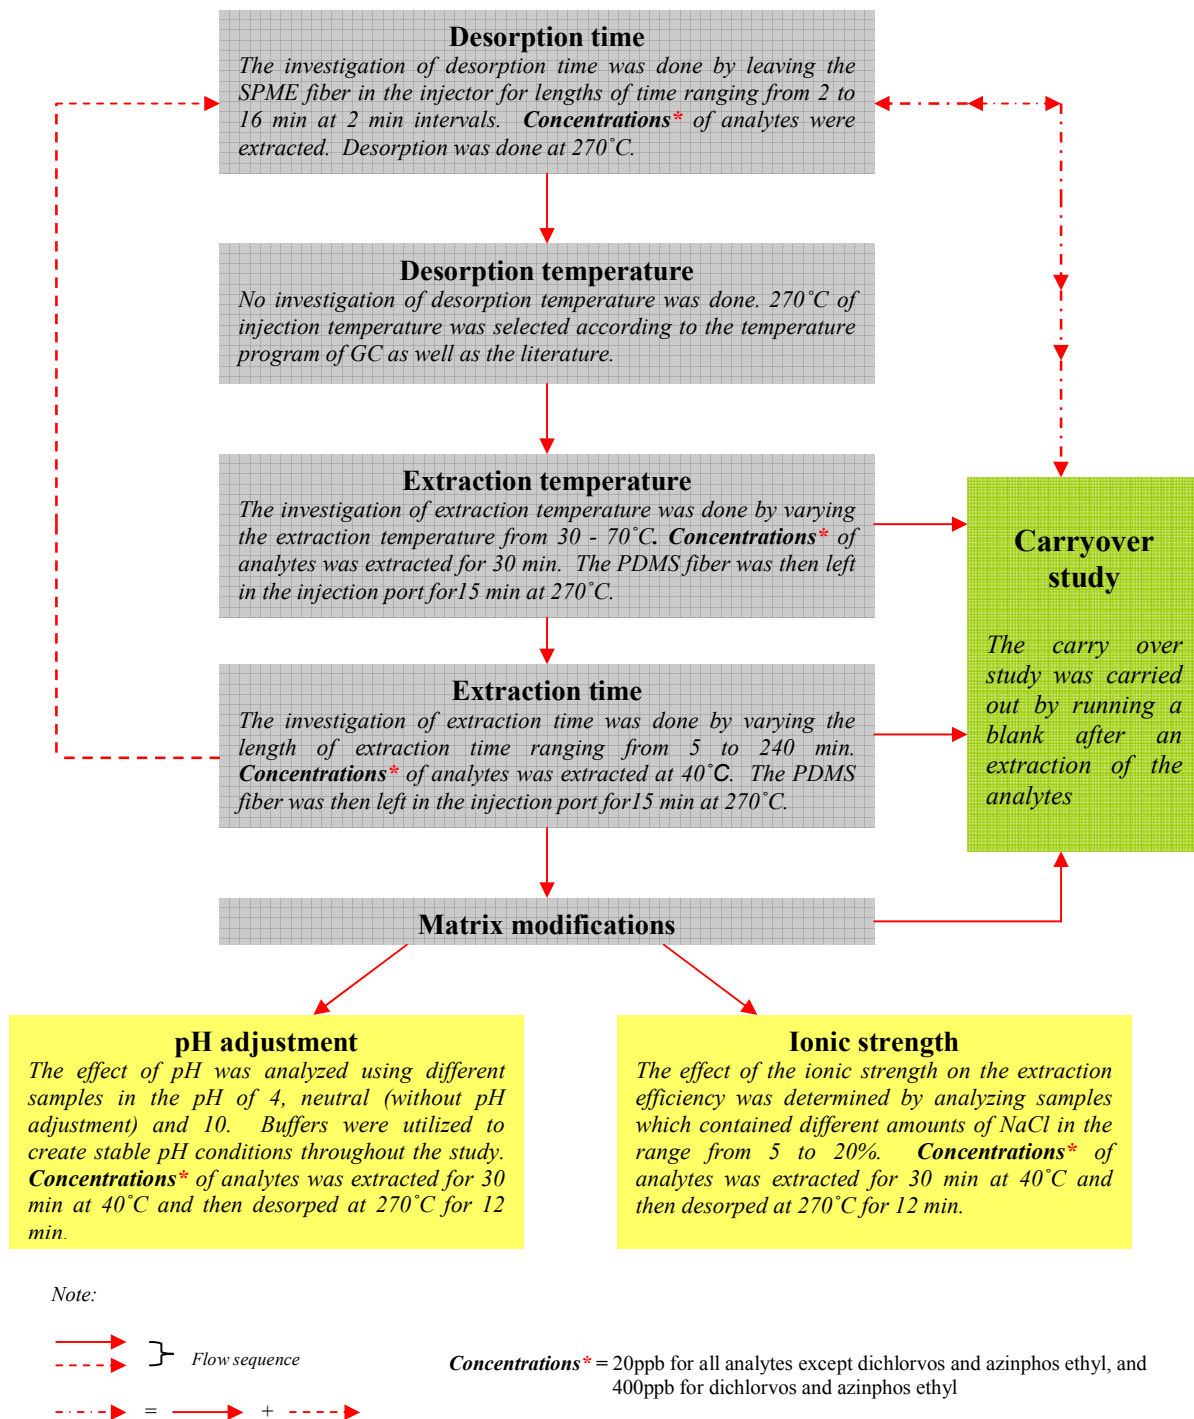 Desorption time
The investigation of desorption time was done by leaving the
SPME fiber in the injector for lengths of time ranging from 2 to
16 min at 2 min intervals. Concentrations* of analytes were
extracted. Desorption was done at 270˚C.
Desorption temperature
No investigation of desorption temperature was done. 270˚C of
injection temperature was selected according to the temperature
program of GC as well as the literature.
Extraction temperature
The investigation of extraction temperature was done by varying
the extraction temperature from 30 - 70˚C. Concentrations* of
analytes was extracted for 30 min. The PDMS fiber was then left
in the injection port for15 min at 270˚C.
Extraction time
The investigation of extraction time was done by varying the
length of extraction time ranging from 5 to 240 min.
Concentrations* of analytes was extracted at 40˚C. The PDMS
fiber was then left in the injection port for15 min at 270˚C.
Carryover
study
The carry over
study was carried
out by running a
blank after an
extraction of the
analytes
Matrix modifications
pH adjustment
The effect of pH was analyzed using different
samples in the pH of 4, neutral (without pH
adjustment) and 10. Buffers were utilized to
create stable pH conditions throughout the study.
Concentrations* of analytes was extracted for 30
min at 40˚C and then desorped at 270˚C for 12
min.
Ionic strength
The effect of the ionic strength on the extraction
efficiency was determined by analyzing samples
which contained different amounts of NaCl in the
range from 5 to 20%. Concentrations* of
analytes was extracted for 30 min at 40˚C and
then desorped at 270˚C for 12 min.
Note:
Flow sequence
Concentrations* = 20ppb for all analytes except dichlorvos and azinphos ethyl, and
400ppb for dichlorvos and azinphos ethyl
= +